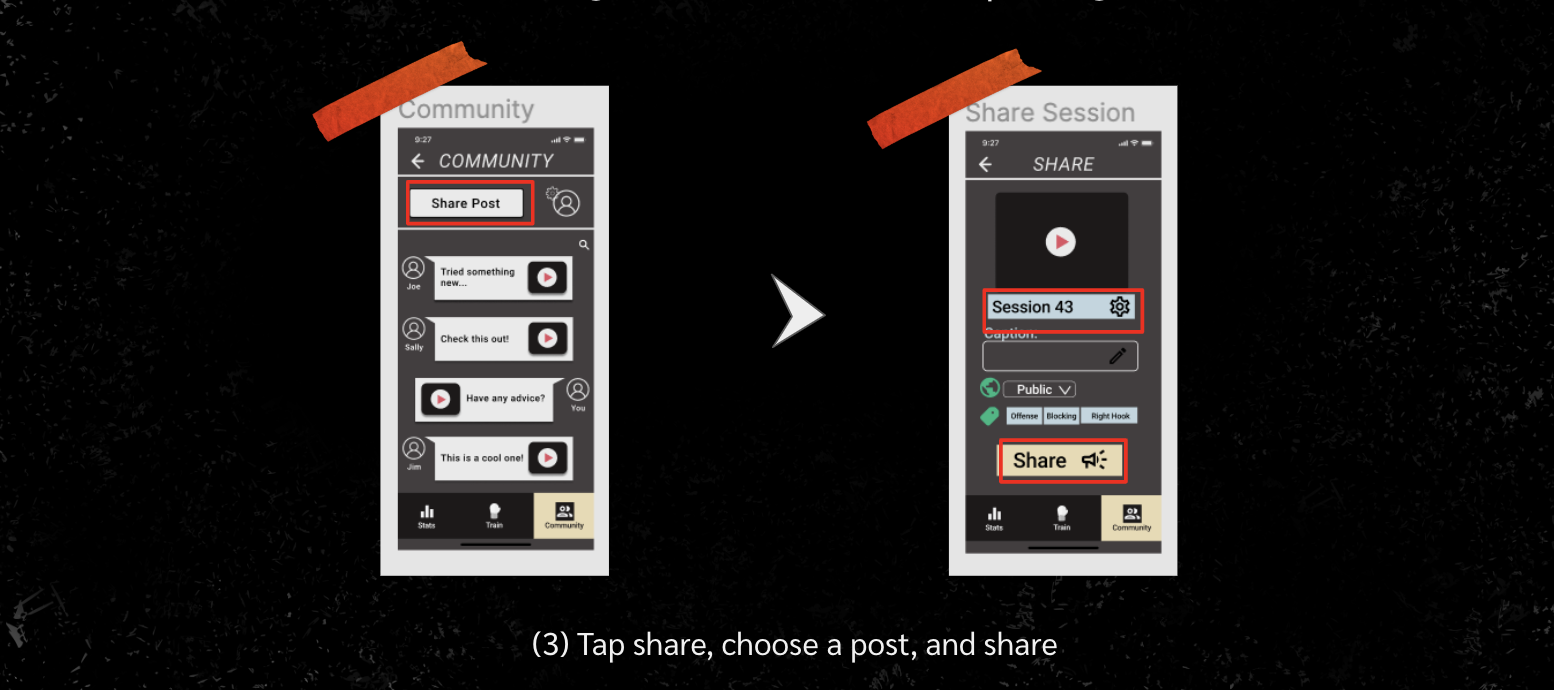 Community
9:27
COMMUNITY
Share Post
Tried something
new...
Joe
Check this out!
Sally
Have any advice?
You
This is a cool one!
Jim
Stats
Train
Community
Share Session
9:27
SHARE
Session 43
Caption:
Public
Offense
Blocking
Right Hook
Share
Stats
Train
Community
(3) Tap share, choose a post, and share